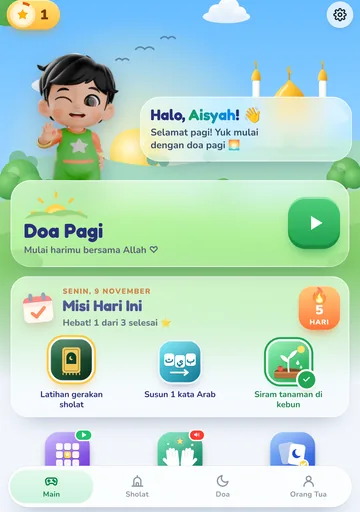 1
Halo, Aisyah! 👋
Selamat pagi! Yuk mulai
dengan doa pagi 🌅
Doa Pagi
Mulai harimu bersama Allah ♡
SENIN, 9 NOVEMBER
Misi Hari Ini
Hebat! 1 dari 3 selesai ⭐
5
HARI
Latihan gerakan
sholat
Susun 1 kata Arab
Siram tanaman di
kebun
Main
Sholat
Doa
Orang Tua